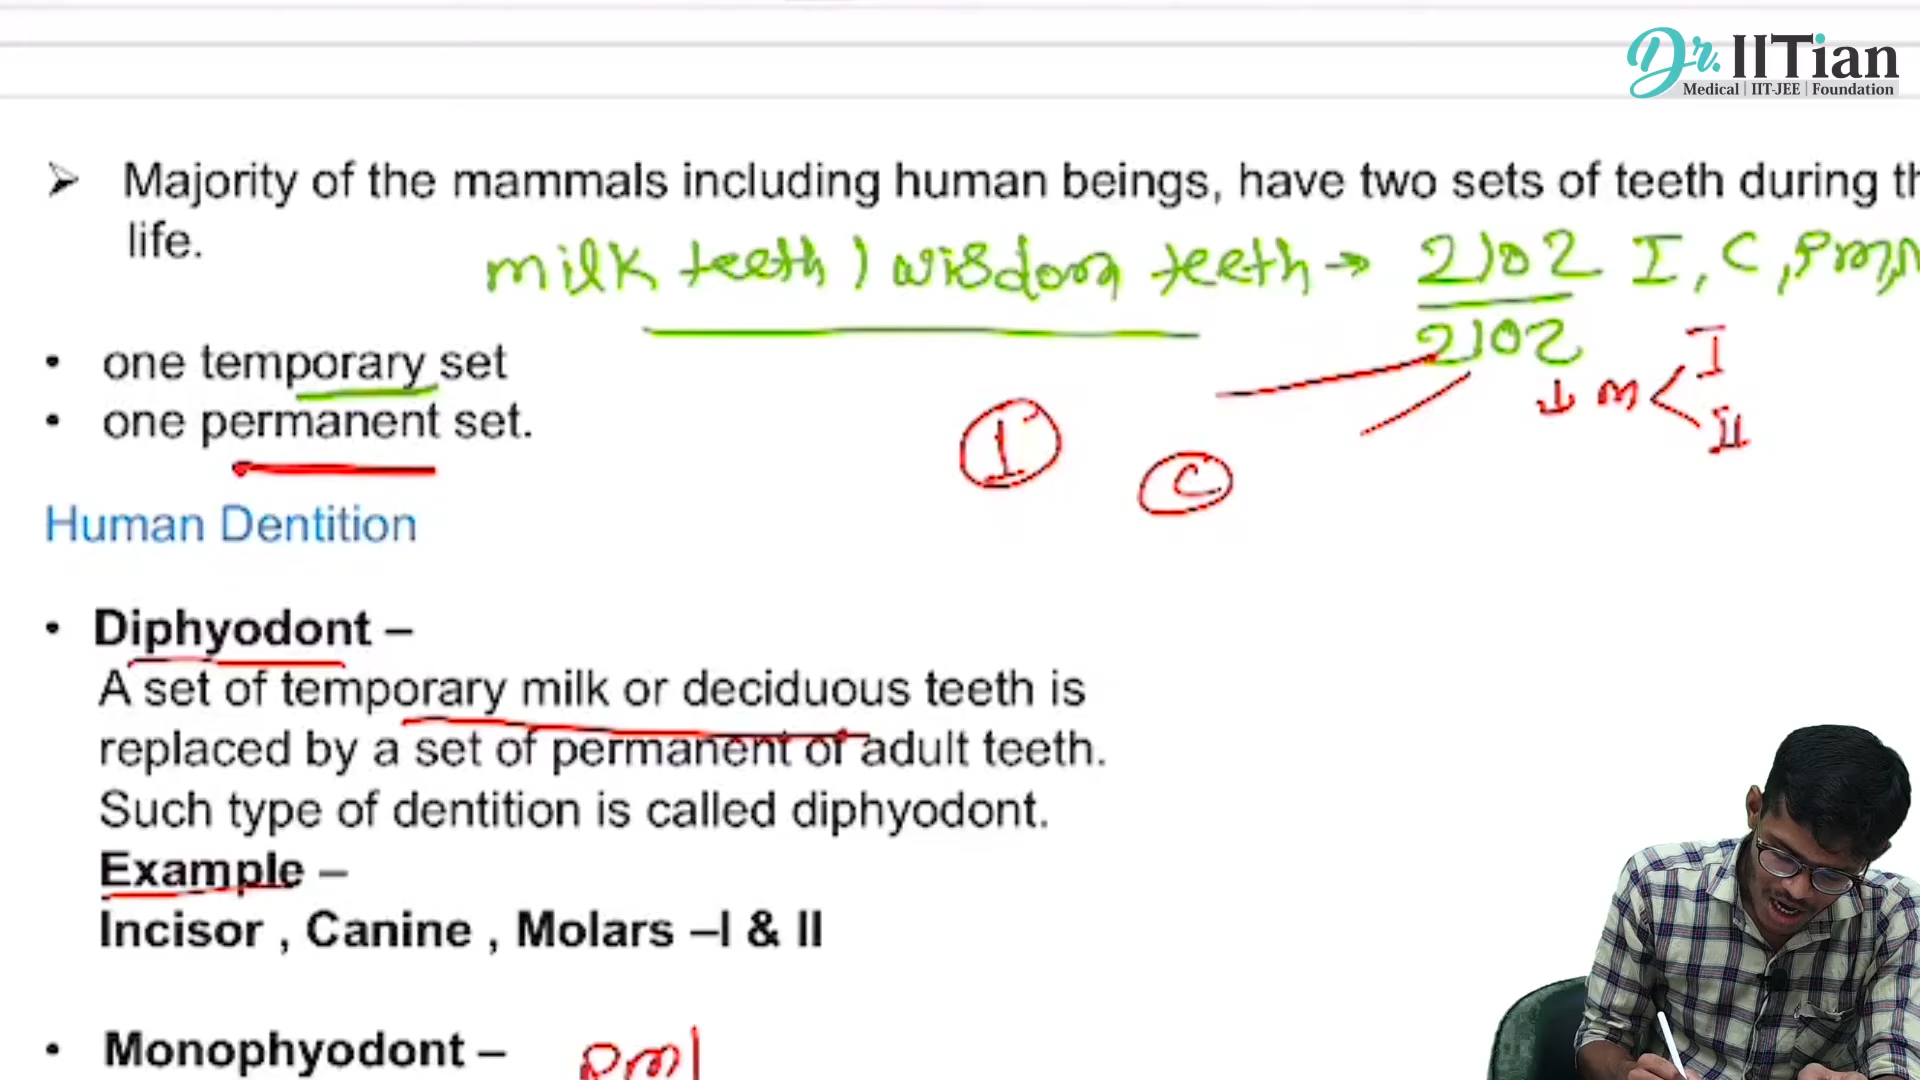 Dr. IITian
Medical | IIT-JEE | Foundation
➢ Majority of the mammals including human beings, have two sets of teeth during th
life.
milk teeth / wisdom teeth → 2102 I, C, Pm,
2102
↓ m < I
II
• one temporary set
• one permanent set.
I
C
Human Dentition
• Diphyodont –
A set of temporary milk or deciduous teeth is
replaced by a set of permanent of adult teeth.
Such type of dentition is called diphyodont.
Example –
Incisor , Canine , Molars –I & II
• Monophyodont – Pm